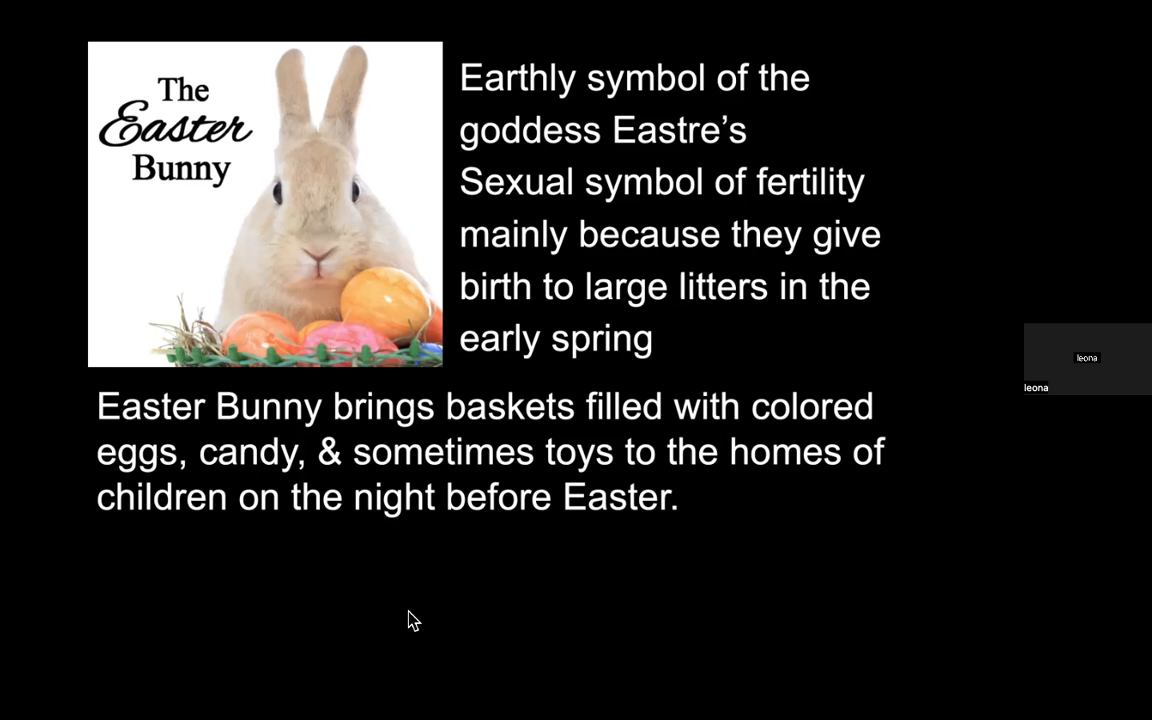 The
Easter
Bunny
Earthly symbol of the
goddess Eastre’s
Sexual symbol of fertility
mainly because they give
birth to large litters in the
early spring
Easter Bunny brings baskets filled with colored
eggs, candy, & sometimes toys to the homes of
children on the night before Easter.
leona
leona